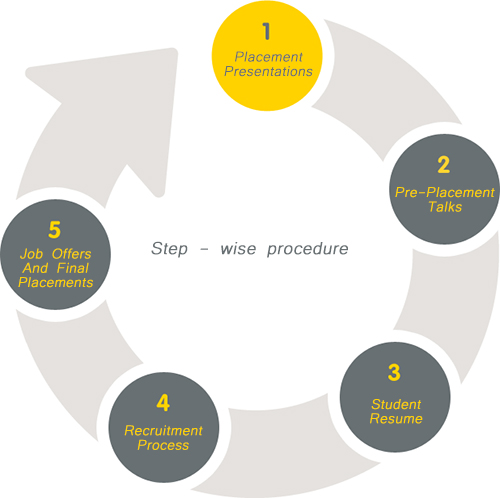 1
Placement
Presentations
2
Pre-Placement
Talks
3
Student
Resume
4
Recruitment
Process
5
Job Offers
And Final
Placements
Step - wise procedure